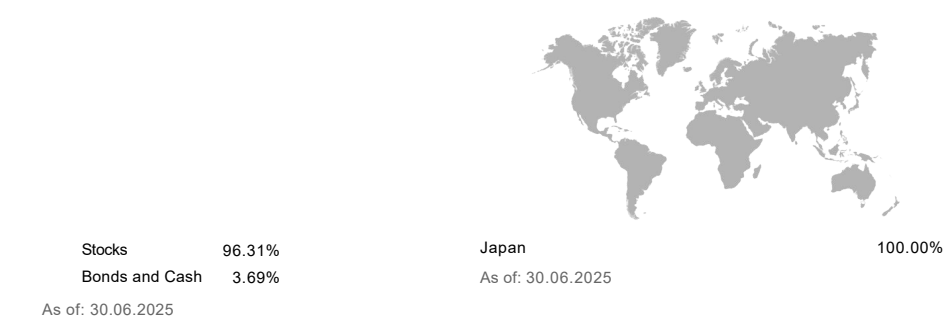 Stocks 96.31%
Bonds and Cash 3.69%
As of: 30.06.2025
Japan 100.00%
As of: 30.06.2025